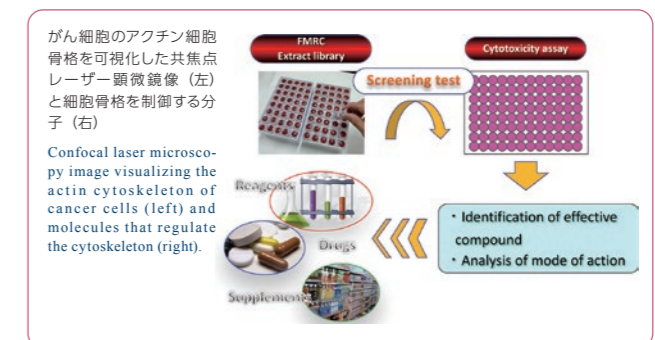 がん細胞のアクチン細胞
骨格を可視化した共焦点
レーザー顕微鏡像（左）
と細胞骨格を制御する分
子（右）
Confocal laser microsco-
py image visualizing the
actin cytoskeleton of
cancer cells (left) and
molecules that regulate
the cytoskeleton (right).
FMRC
Extract library
Screening test
Cytotoxicity assay
Reagents
Drugs
Supplements
・Identification of effective
compound
・Analysis of mode of action